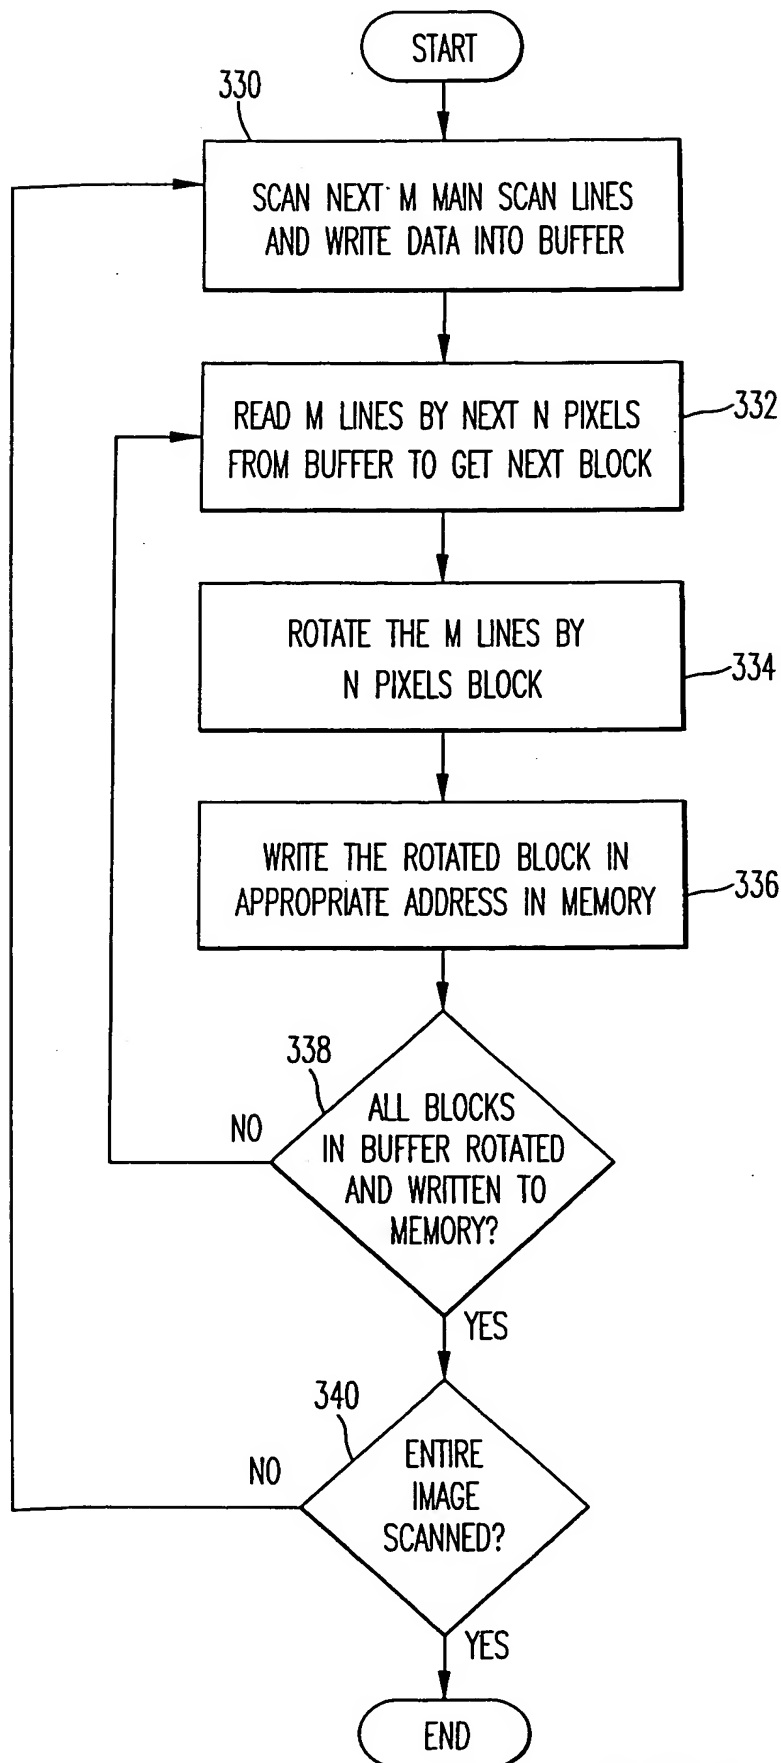 START
330
SCAN NEXT M MAIN SCAN LINES
AND WRITE DATA INTO BUFFER
READ M LINES BY NEXT N PIXELS
FROM BUFFER TO GET NEXT BLOCK
332
ROTATE THE M LINES BY
N PIXELS BLOCK
334
WRITE THE ROTATED BLOCK IN
APPROPRIATE ADDRESS IN MEMORY
336
338
ALL BLOCKS
IN BUFFER ROTATED
AND WRITTEN TO
MEMORY?
NO
YES
340
ENTIRE
IMAGE
SCANNED?
NO
YES
END